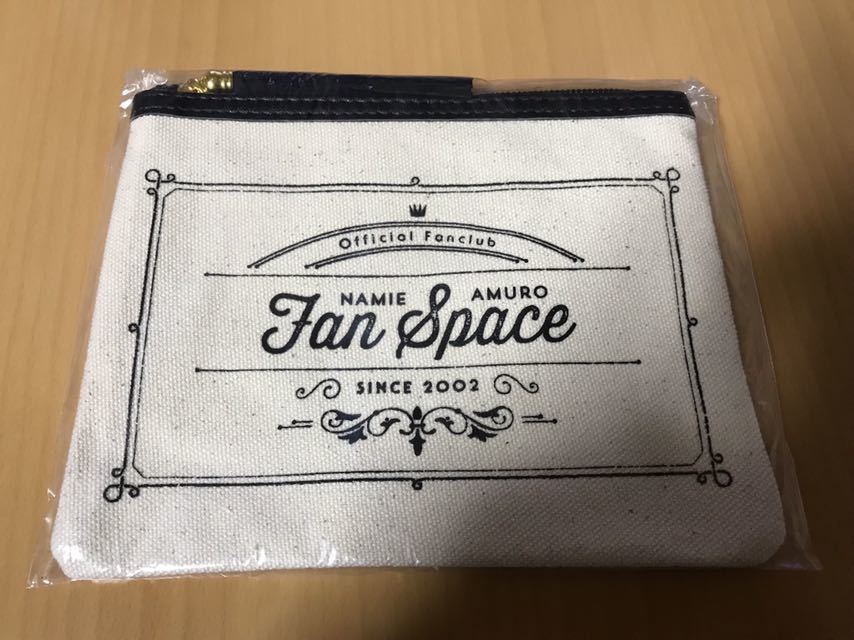 Official Fanclub
NAMIE AMURO
Fan Space
SINCE 2002